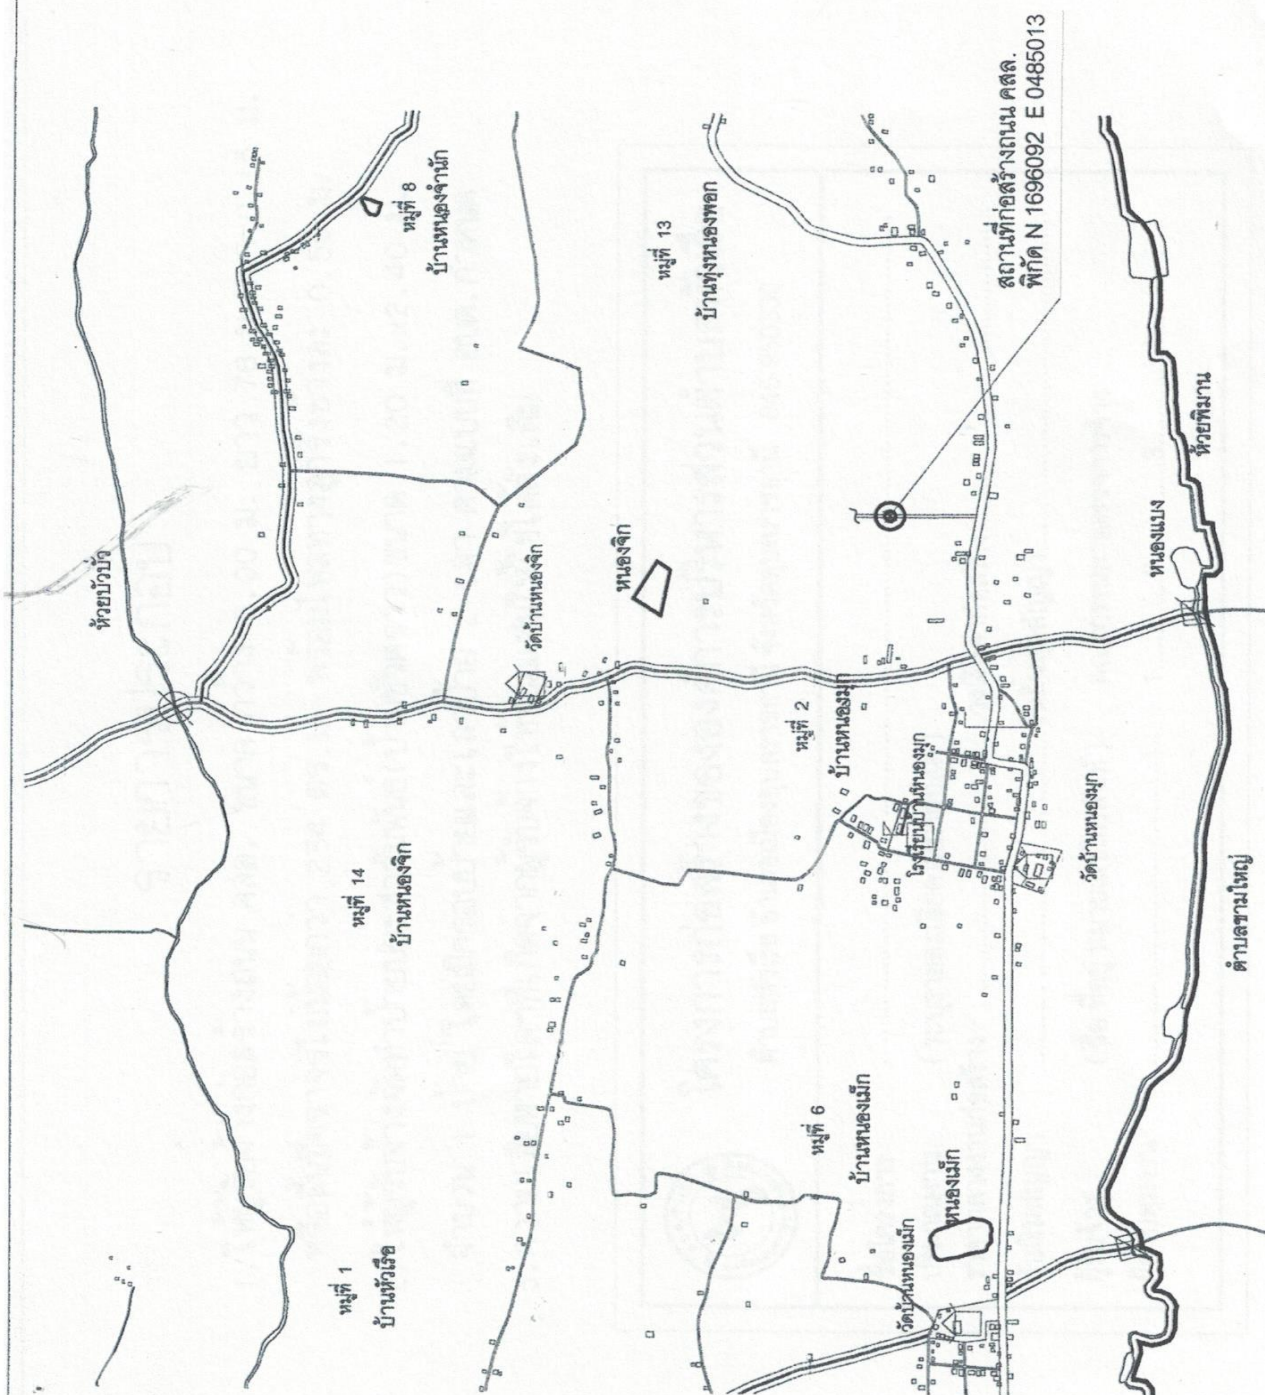 ห้วยบัวบัว
หมู่ที่ 8
บ้านหนองจำนัก
หมู่ที่ 13
บ้านทุ่งหนองพอก
สถานที่ก่อสร้างถนน คสล.
พิกัด N 1696092 E 0485013
วัดบ้านหนองจิก
หนองจิก
ห้วยพิมาน
หนองแบง
หมู่ที่ 14
บ้านหนองจิก
หมู่ที่ 2
บ้านหนองมุก
โรงเรียนบ้านหนองมุก
วัดบ้านหนองมุก
ตำบลขามใหญ่
หมู่ที่ 1
บ้านหัวเรือ
หมู่ที่ 6
บ้านหนองเม็ก
วัดบ้านหนองเม็ก
หนองเม็ก